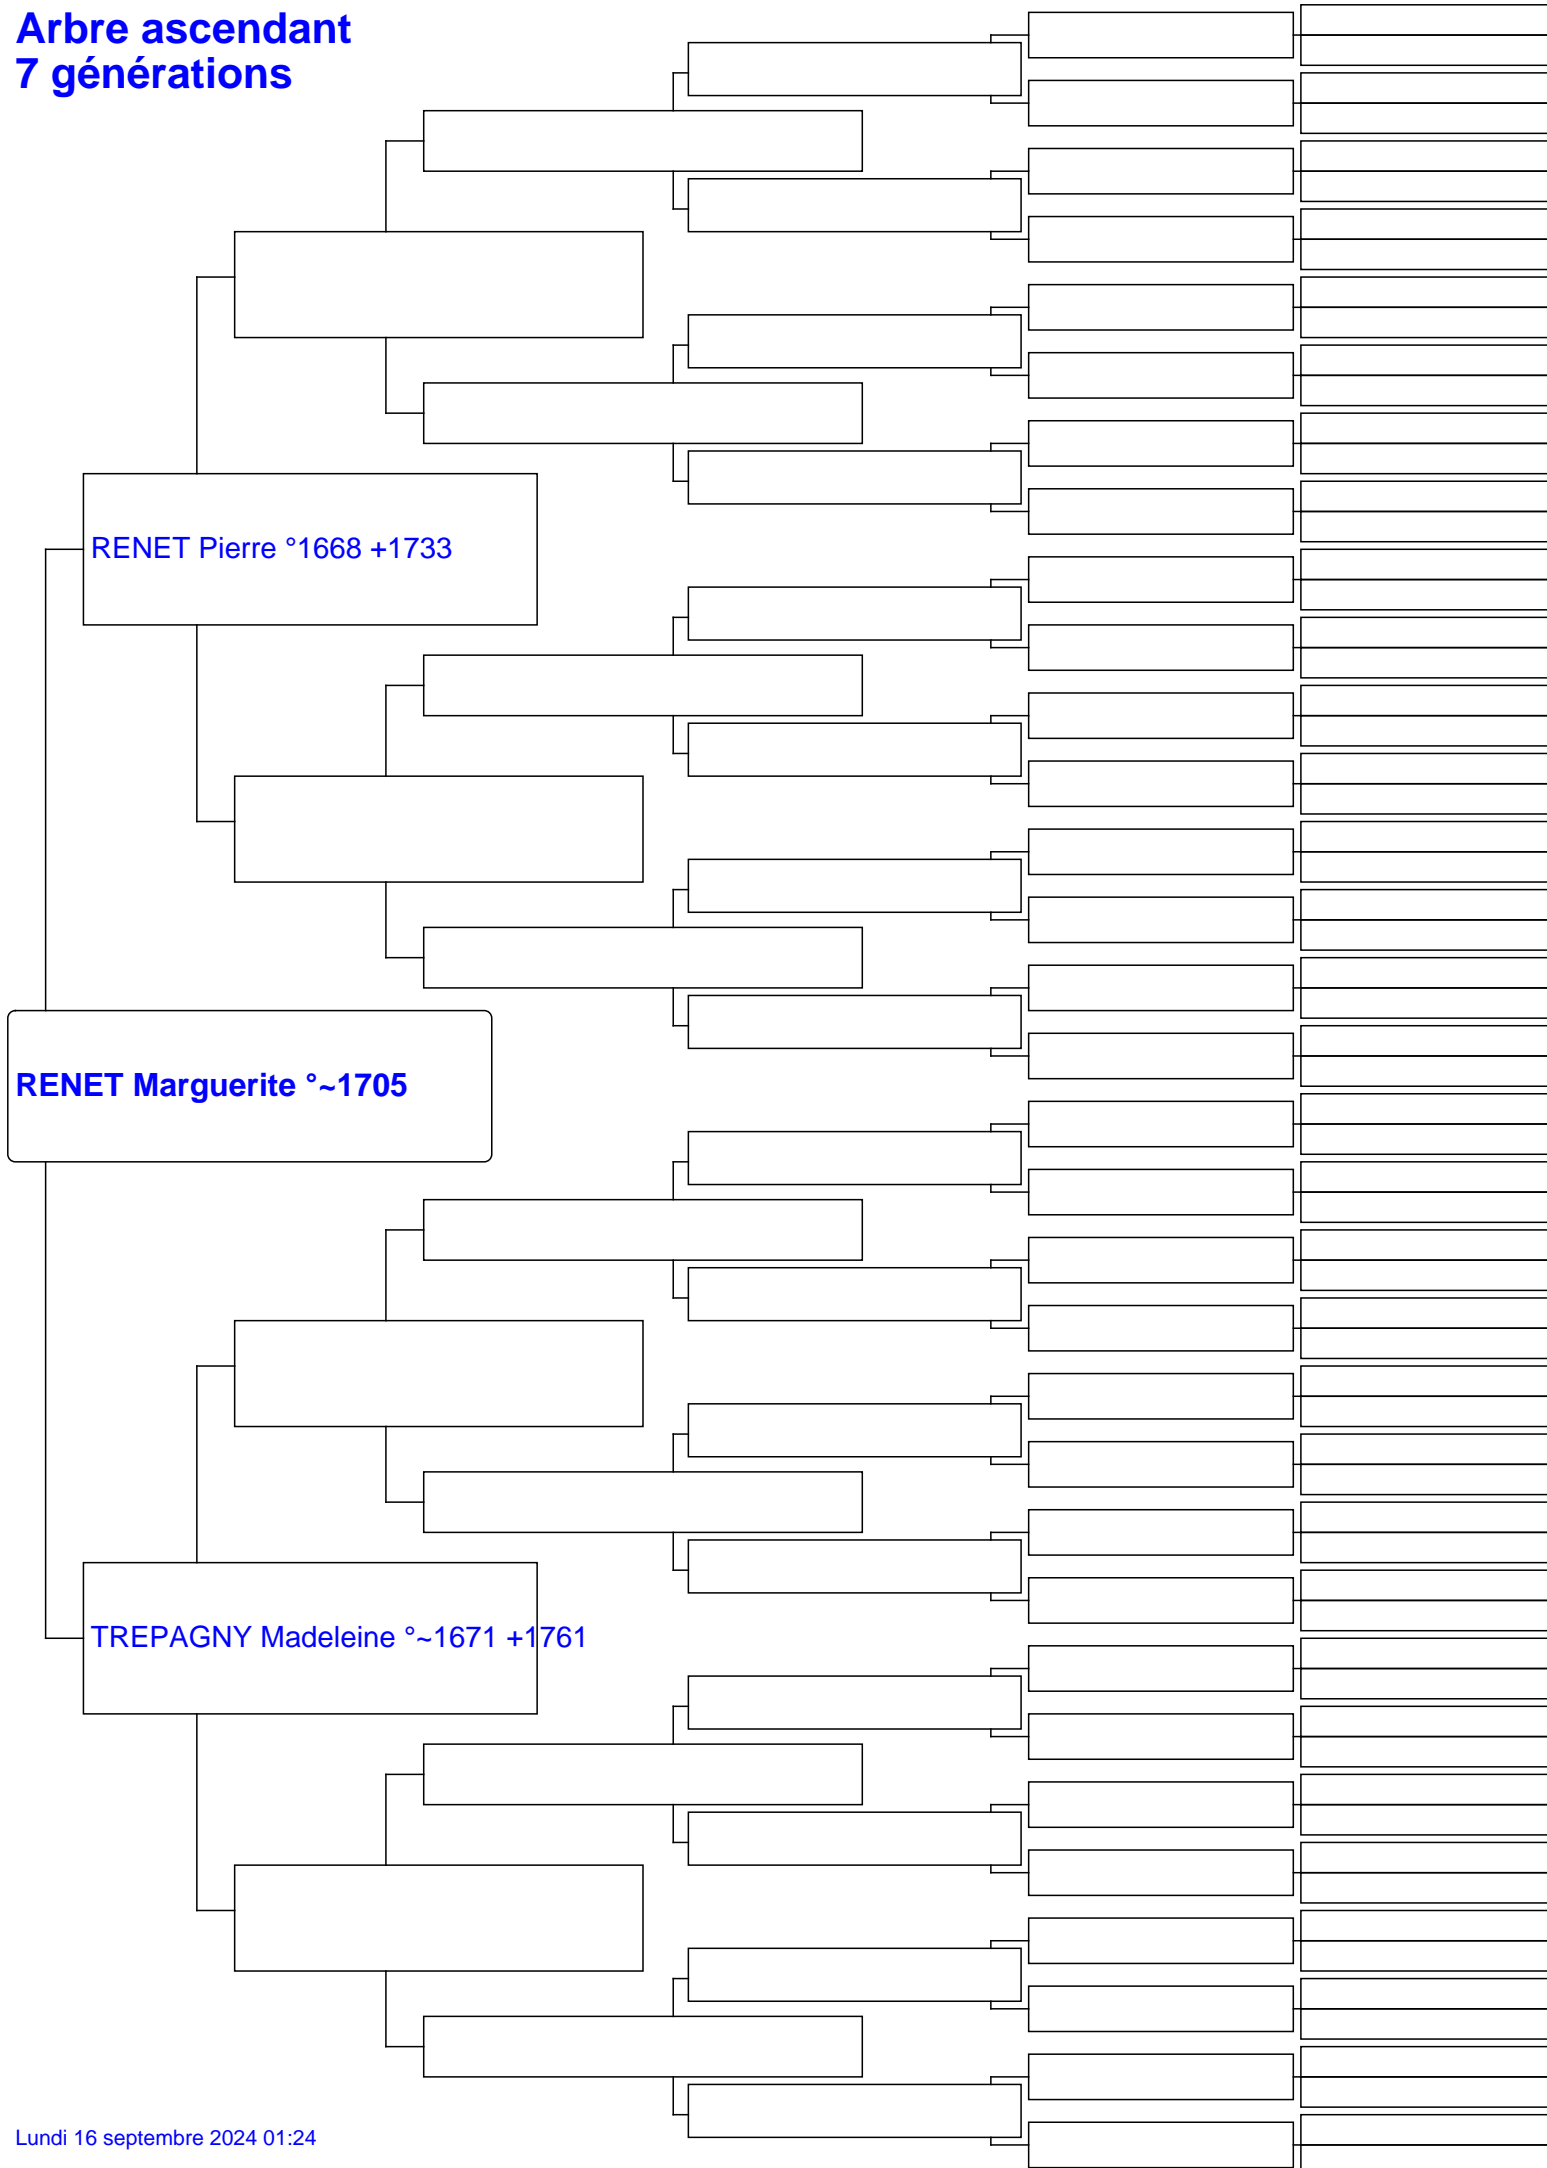 Arbre ascendant
7 générations
RENET Pierre °1668 +1733
RENET Marguerite °~1705
TREPAGNY Madeleine °~1671 +1761
Lundi 16 septembre 2024 01:24